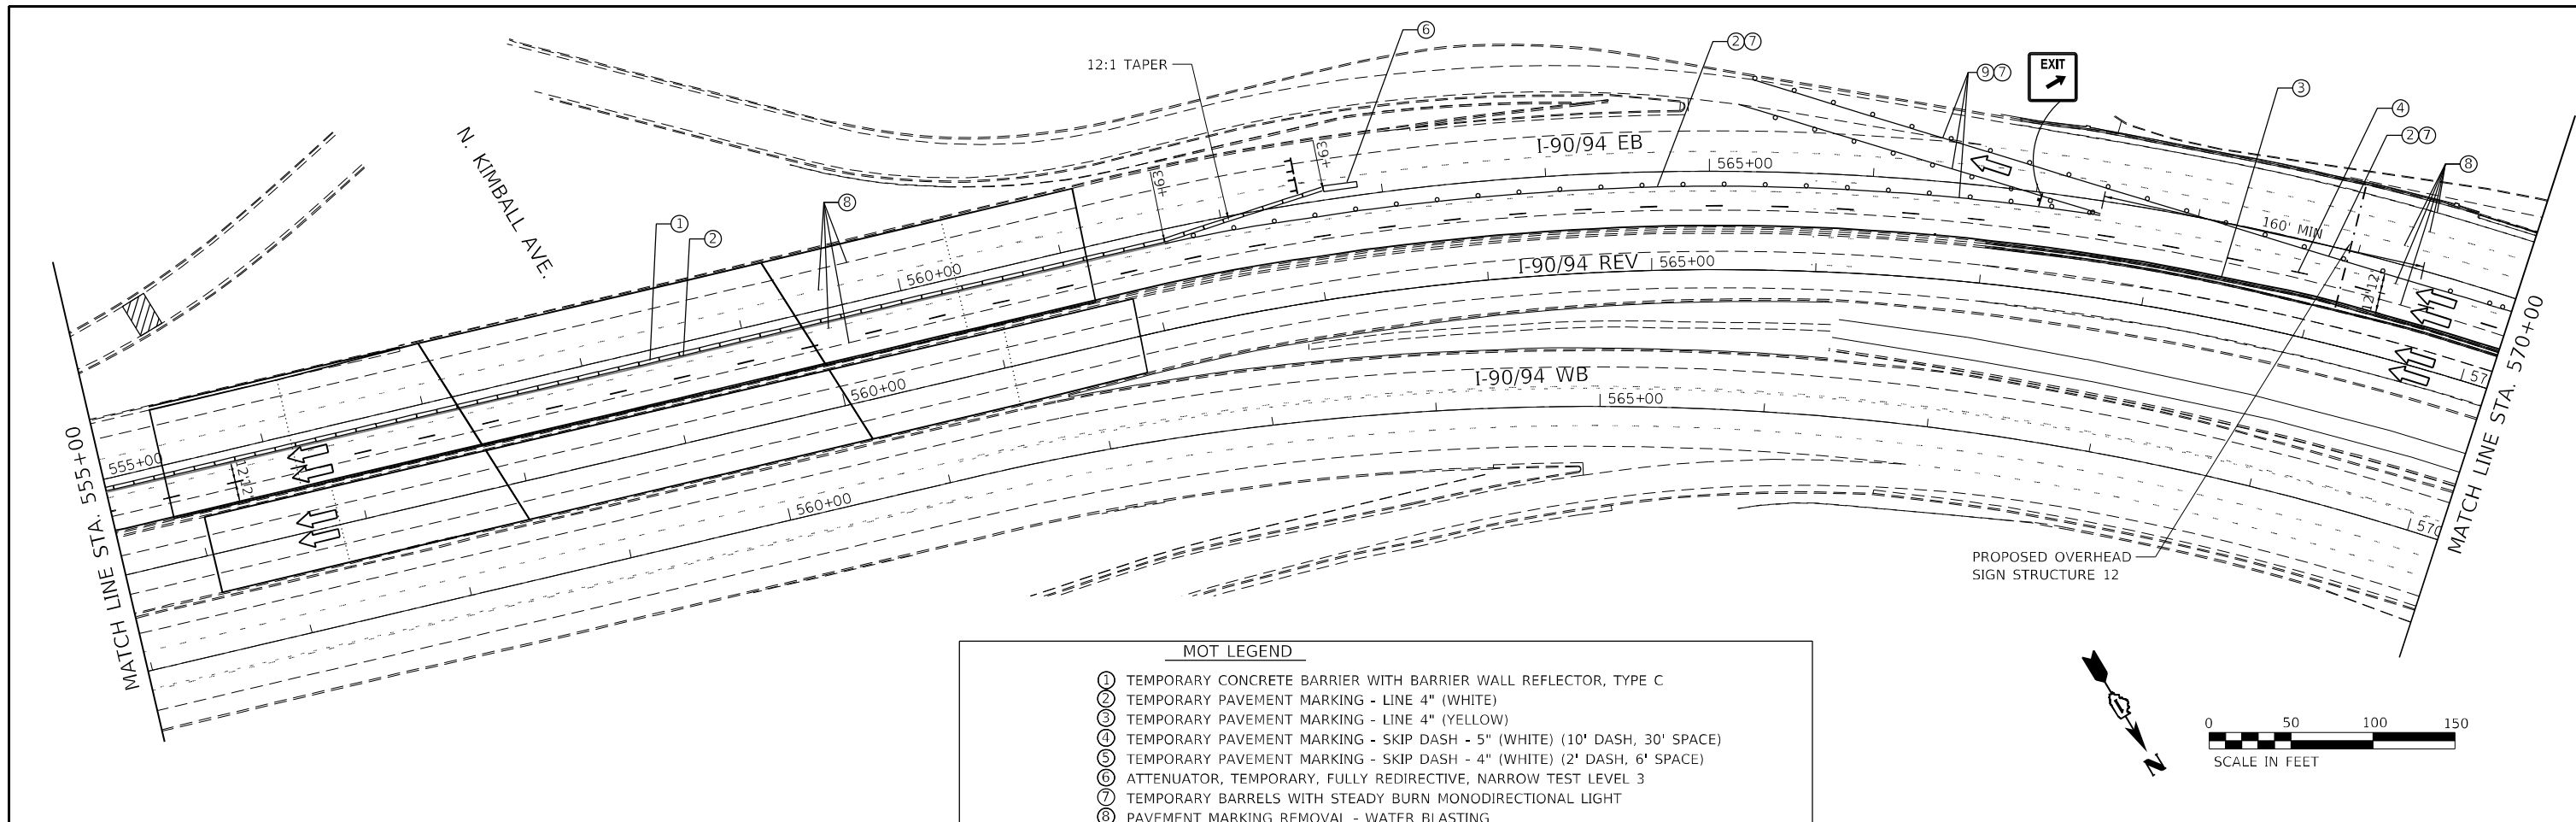 6
27
12:1 TAPER
97
EXIT
3
4
27
8
N. KIMBALL AVE.
+63
+63
I-90/94 EB
565+00
8
1
2
560+00
I-90/94 REV
565+00
160' MIN
12'
12'
560+00
I-90/94 WB
565+00
57
555+00
12'
12'
560+00
570
MATCH LINE STA. 555+00
MATCH LINE STA. 570+00
PROPOSED OVERHEAD
SIGN STRUCTURE 12
MOT LEGEND
1 TEMPORARY CONCRETE BARRIER WITH BARRIER WALL REFLECTOR, TYPE C
2 TEMPORARY PAVEMENT MARKING - LINE 4" (WHITE)
3 TEMPORARY PAVEMENT MARKING - LINE 4" (YELLOW)
4 TEMPORARY PAVEMENT MARKING - SKIP DASH - 5" (WHITE) (10' DASH, 30' SPACE)
5 TEMPORARY PAVEMENT MARKING - SKIP DASH - 4" (WHITE) (2' DASH, 6' SPACE)
6 ATTENUATOR, TEMPORARY, FULLY REDIRECTIVE, NARROW TEST LEVEL 3
7 TEMPORARY BARRELS WITH STEADY BURN MONODIRECTIONAL LIGHT
8 PAVEMENT MARKING REMOVAL - WATER BLASTING
N
0 50 100 150
SCALE IN FEET